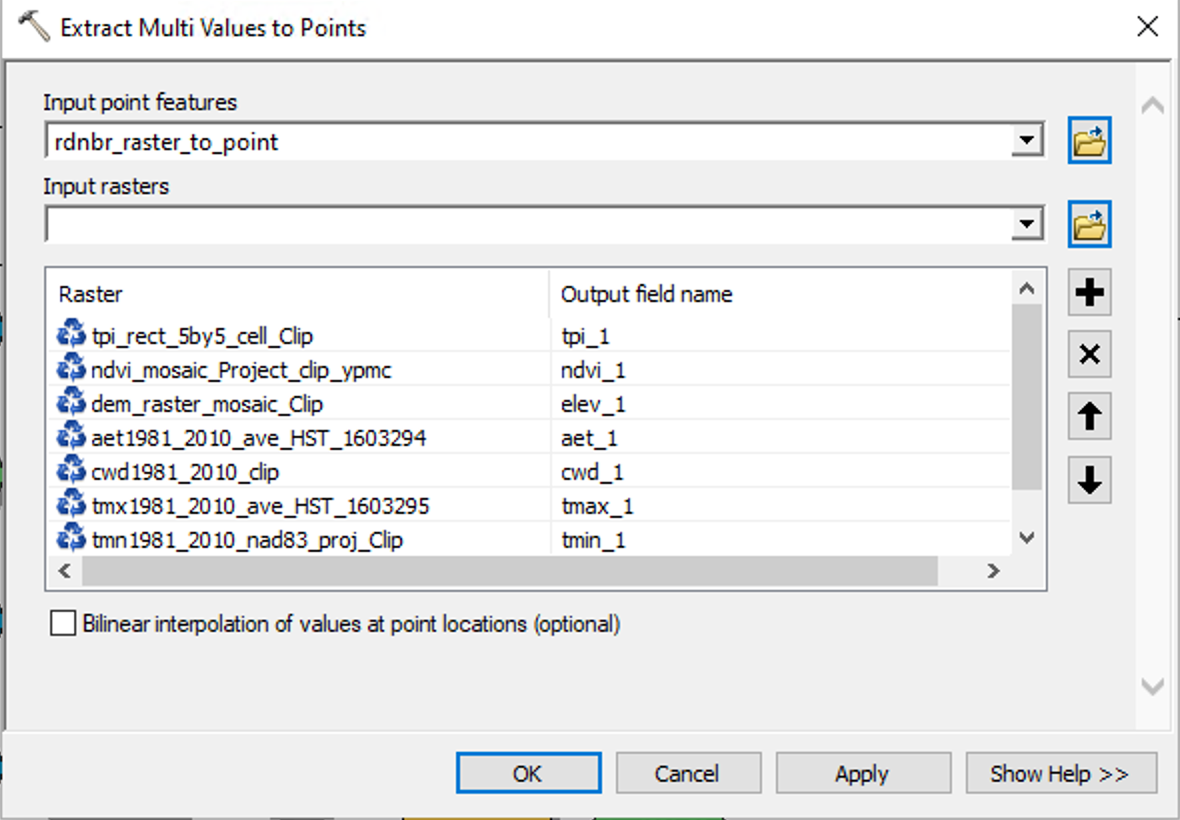 Extract Multi Values to Points
Input point features
rdnbr_raster_to_point
Input rasters
Raster Output field name
tpi_rect_5by5_cell_Clip tpi_1
ndvi_mosaic_Project_clip_ypmc ndvi_1
dem_raster_mosaic_Clip elev_1
aet1981_2010_ave_HST_1603294 aet_1
cwd1981_2010_clip cwd_1
tmx1981_2010_ave_HST_1603295 tmax_1
tmn1981_2010_nad83_proj_Clip tmin_1
Bilinear interpolation of values at point locations (optional)
OK Cancel Apply Show Help >>